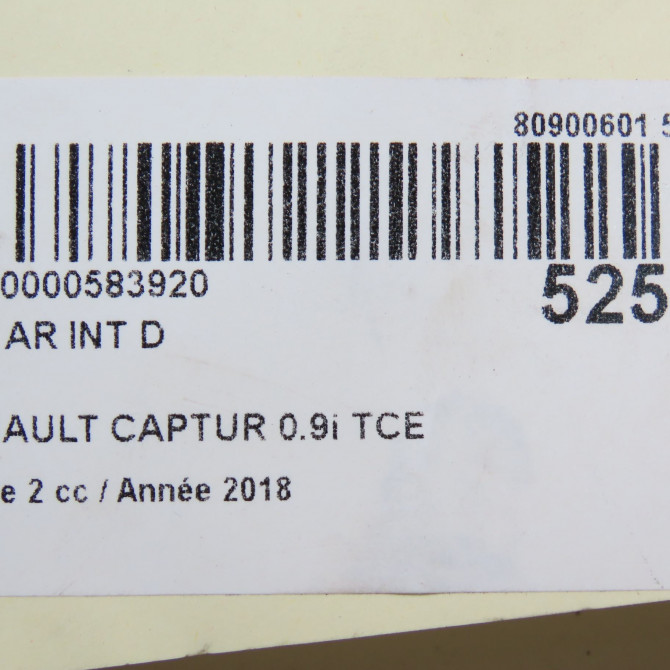 80900601 5
0000583920
525
AR INT D
AULT CAPTUR 0.9i TCE
e 2 cc / Année 2018